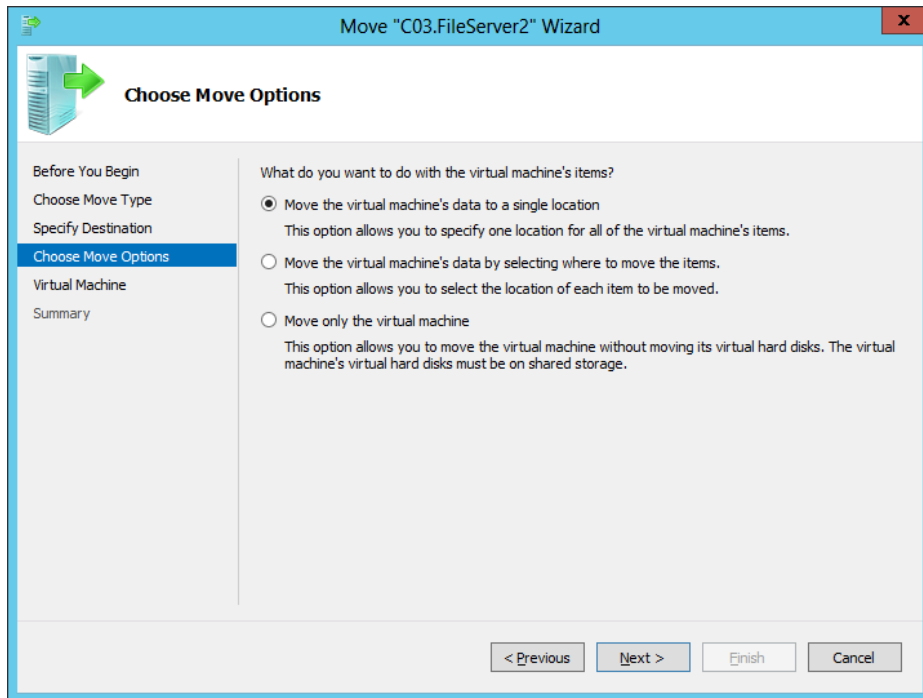 Move "C03.FileServer2" Wizard
x
Choose Move Options
Before You Begin
Choose Move Type
Specify Destination
Choose Move Options
Virtual Machine
Summary
What do you want to do with the virtual machine's items?
Move the virtual machine's data to a single location
This option allows you to specify one location for all of the virtual machine's items.
Move the virtual machine's data by selecting where to move the items.
This option allows you to select the location of each item to be moved.
Move only the virtual machine
This option allows you to move the virtual machine without moving its virtual hard disks. The virtual
machine's virtual hard disks must be on shared storage.
< Previous
Next >
Finish
Cancel